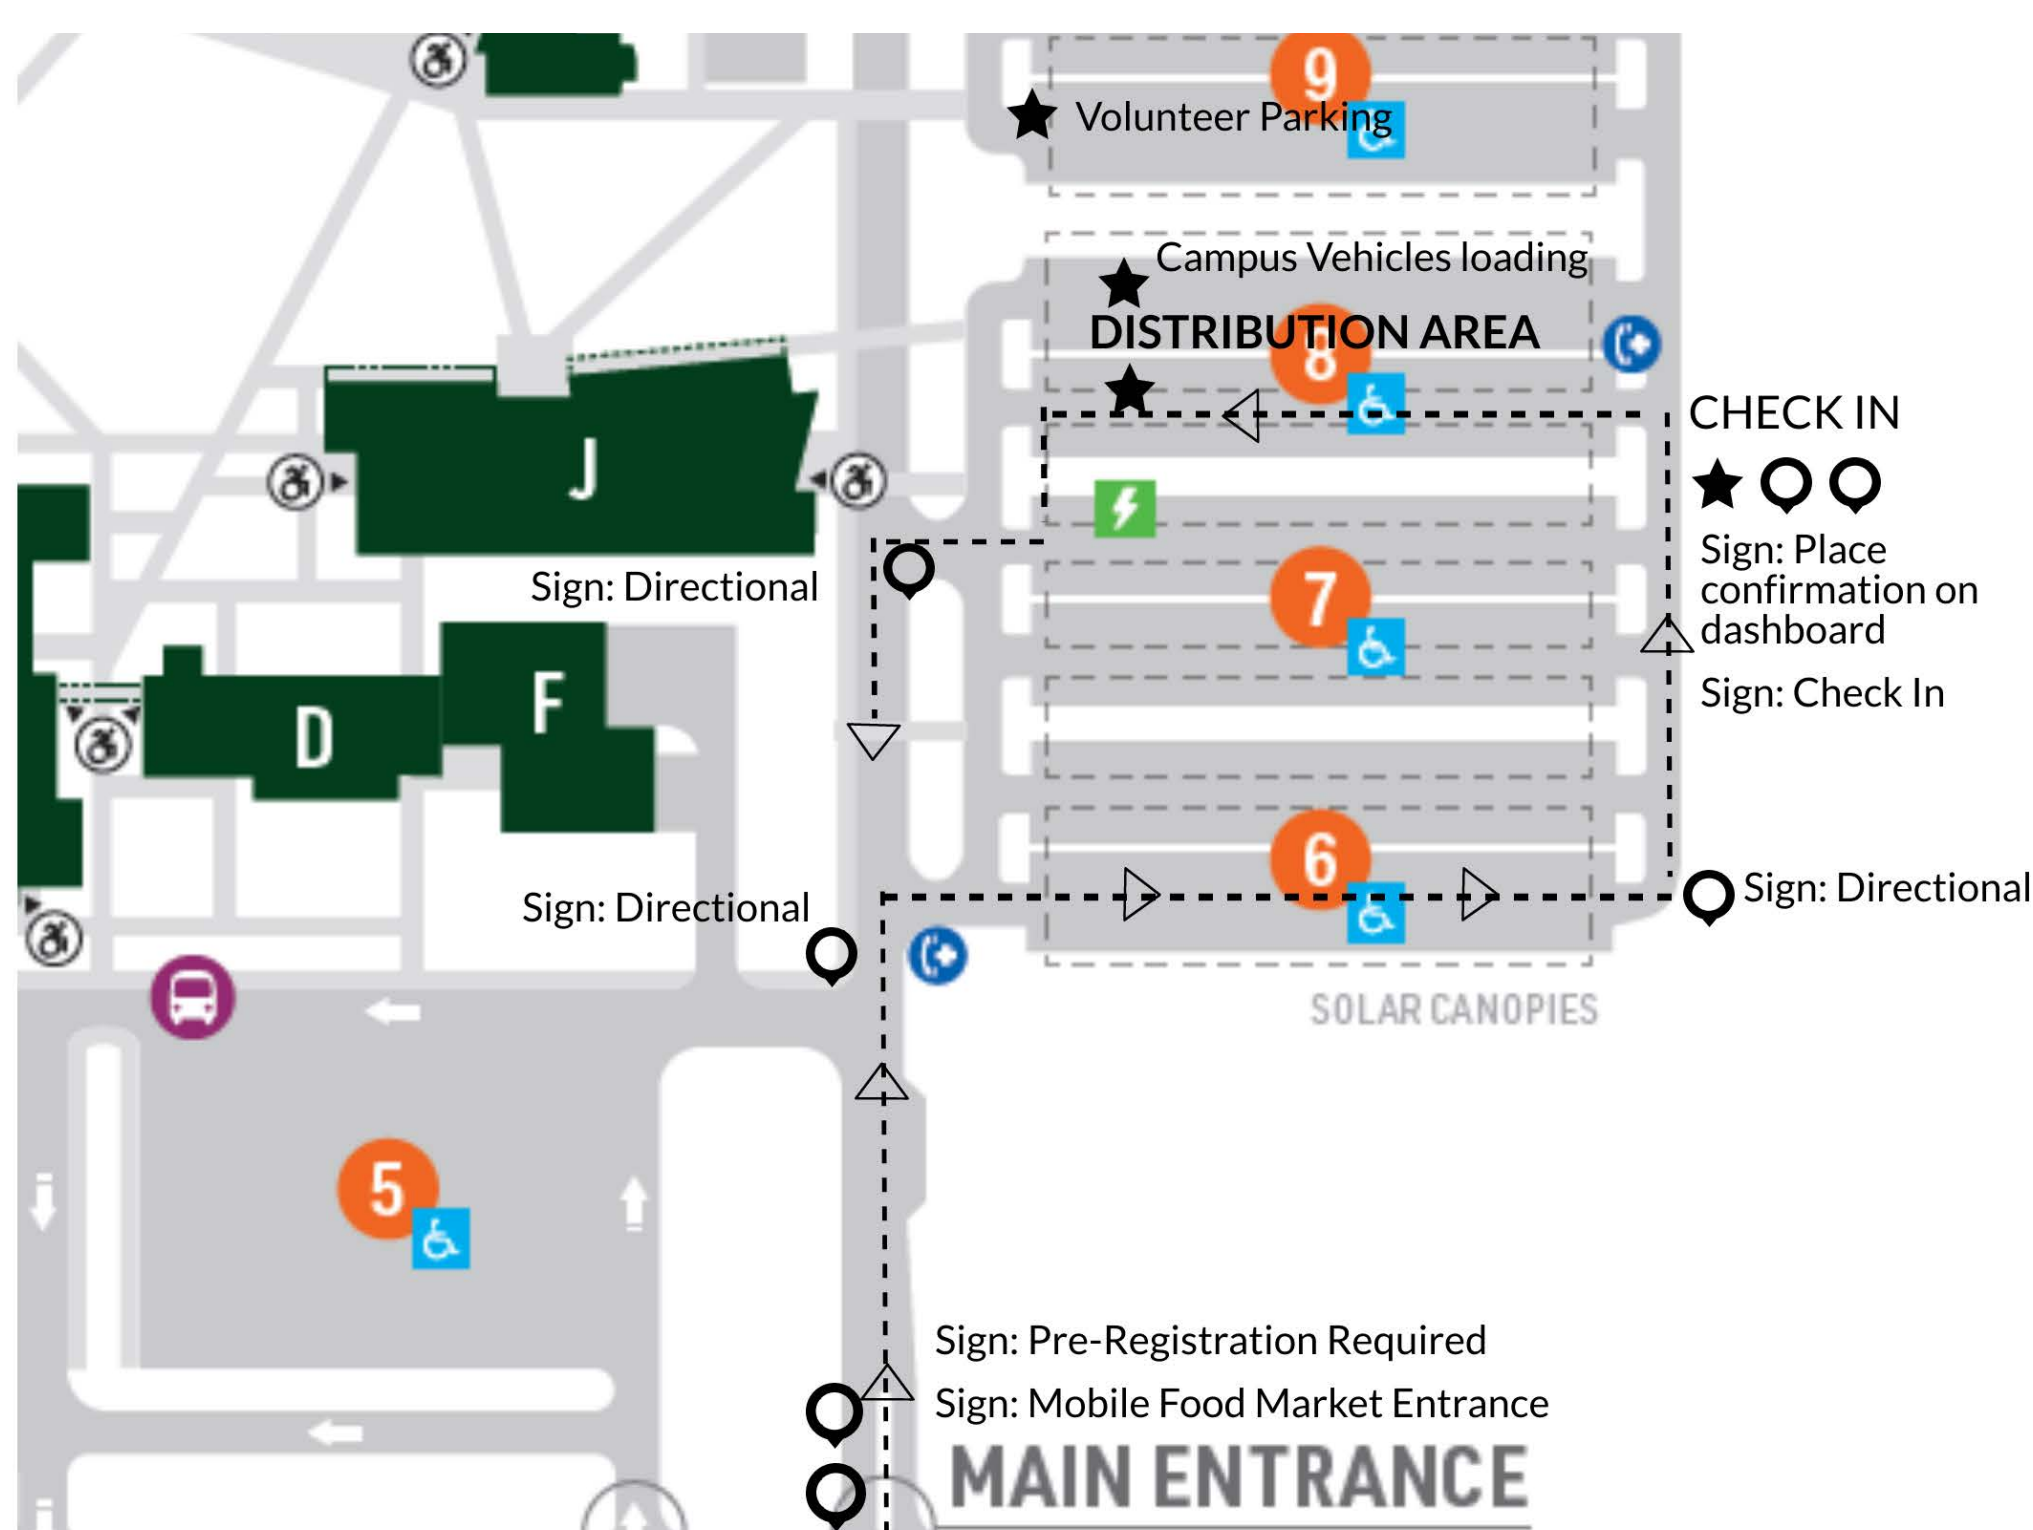 9
Volunteer Parking
Campus Vehicles loading
DISTRIBUTION AREA
8
CHECK IN
J
Sign: Place
confirmation on
dashboard
Sign: Directional
7
Sign: Check In
F
D
6
Sign: Directional
Sign: Directional
SOLAR CANOPIES
5
Sign: Pre-Registration Required
Sign: Mobile Food Market Entrance
MAIN ENTRANCE